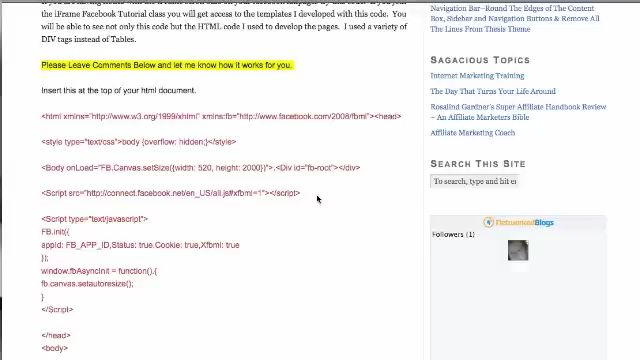 the iFrame Facebook Tutorial class you will get access to the templates I developed with this code. You
will be able to see not only this code but the HTML code I used to develop the pages. I used a variety of
DIV tags instead of Tables.
Please Leave Comments Below and let me know how it works for you.
Insert this at the top of your html document.
<html xmlns="http://www.w3.org/1999/xhtml" xmlns:fb="http://www.facebook.com/2008/fbml"><head>
<style type="text/css">body {overflow: hidden;}</style>
<Body onLoad="FB.Canvas.setSize({width: 520, height: 2000})">.<Div id="fb-root"></div>
<Script src="http://connect.facebook.net/en_US/all.js#xfbml=1"></script>
<Script type="text/javascript">
FB.init({
appId: FB_APP_ID,Status: true.Cookie: true,Xfbml: true
});
window.fbAsyncInit = function().{
fb.canvas.setautoresize();
}
</Script>
</head>
<body>
Navigation Bar–Round The Edges of The Content
Box, Sidebar and Navigation Buttons & Remove All
The Lines From Thesis Theme
Sagacious Topics
Internet Marketing Training
The Day That Turns Your Life Around
Rosalind Gardner's Super Affiliate Handbook Review
– An Affiliate Marketers Bible
Affiliate Marketing Coach
Search This Site
To search, type and hit e
NetworkedBlogs
Followers (1)